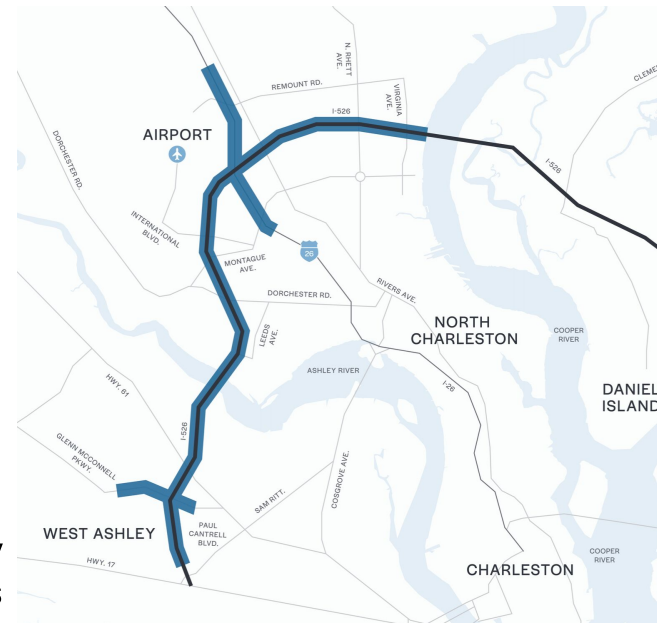 N. RHETT
AVE.
REMOUNT RD.
VIRGINIA
AVE.
CLEME
I-526
AIRPORT
DORCHESTER RD.
I-526
INTERNATIONAL
BLVD.
26
MONTAGUE
AVE.
DORCHESTER RD.
RIVERS AVE.
LEEDS
AVE.
NORTH
CHARLESTON
COOPER
RIVER
ASHLEY RIVER
I-26
DANIEL
ISLAND
HWY. 61
I-526
GLENN MCCONNELL
PKWY.
COSGROVE AVE.
SAM RITT.
WEST ASHLEY
PAUL
CANTRELL
BLVD.
y
s
HWY. 17
CHARLESTON
COOPER
RIVER